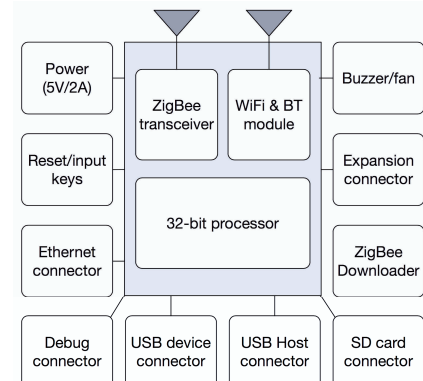 Power
(5V/2A)
ZigBee
transceiver
WiFi & BT
module
Buzzer/fan
Reset/input
keys
Expansion
connector
32-bit processor
Ethernet
connector
ZigBee
Downloader
Debug
connector
USB device
connector
USB Host
connector
SD card
connector